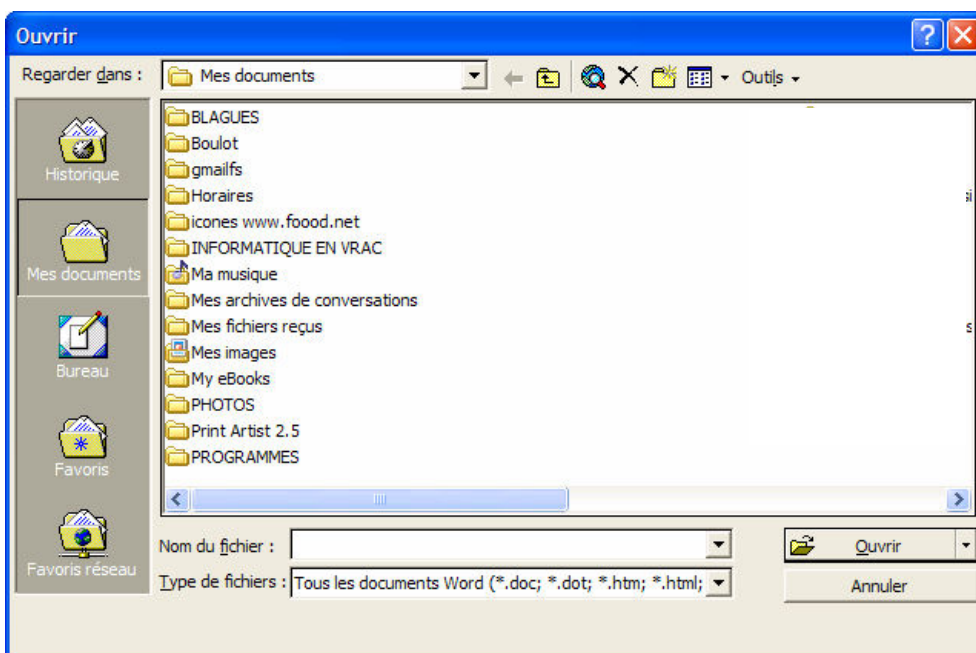 Ouvrir
Regarder dans : Mes documents Outils
Historique
Mes documents
Bureau
Favoris
Favoris réseau
BLAGUES
Boulot
gmailfs
Horaires
icones www.foood.net
INFORMATIQUE EN VRAC
Ma musique
Mes archives de conversations
Mes fichiers reçus
Mes images
My eBooks
PHOTOS
Print Artist 2.5
PROGRAMMES
si
s
Nom du fichier : Ouvrir
Type de fichiers : Tous les documents Word (*.doc; *.dot; *.htm; *.html; Annuler